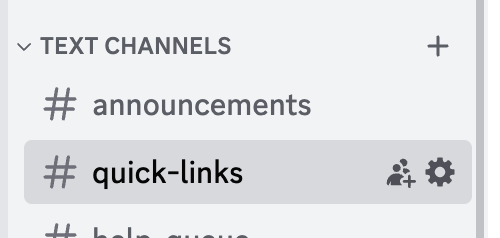 TEXT CHANNELS
# announcements
# quick-links